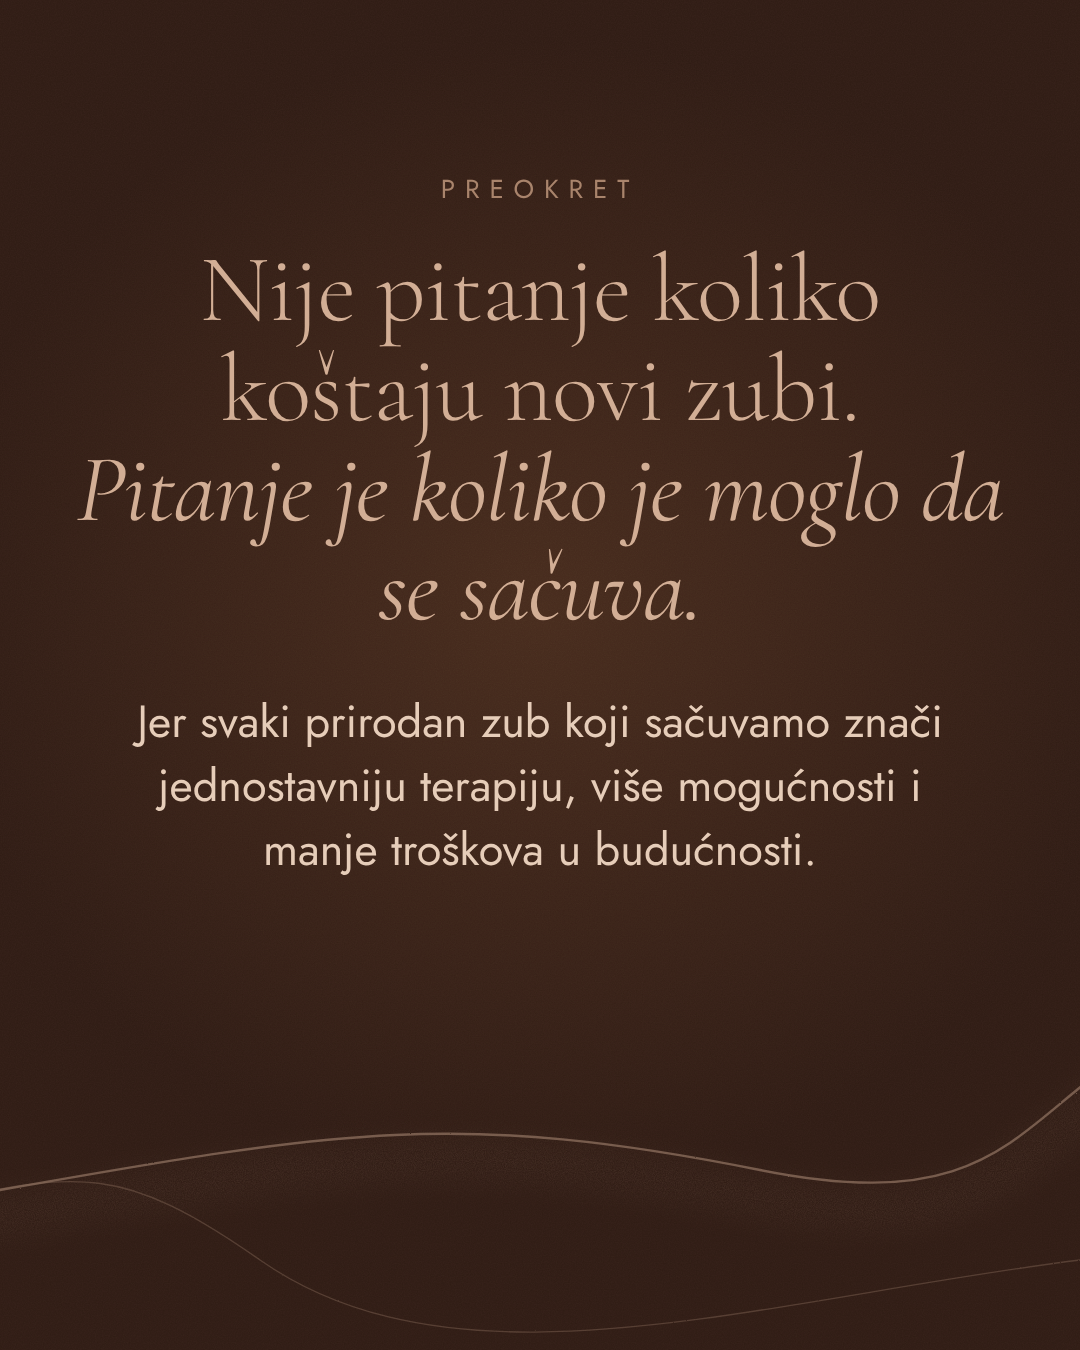 PREOKRET
Nije pitanje koliko
koštaju novi zubi.
Pitanje je koliko je moglo da
se sačuva.
Jer svaki prirodan zub koji sačuvamo znači
jednostavniju terapiju, više mogućnosti i
manje troškova u budućnosti.